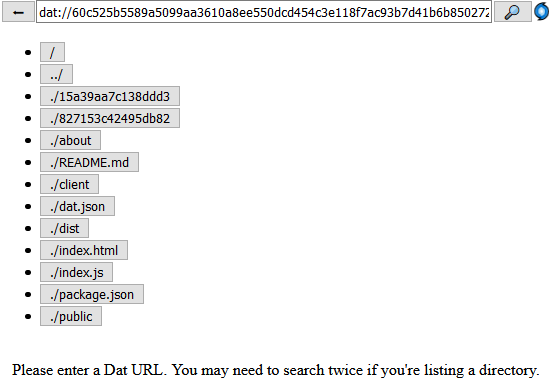 ← dat://60c525b5589a5099aa3610a8ee550dcd454c3e118f7ac93b7d41b6b850272
/
../
./15a39aa7c138ddd3
./827153c42495db82
./about
./README.md
./client
./dat.json
./dist
./index.html
./index.js
./package.json
./public
Please enter a Dat URL. You may need to search twice if you're listing a directory.